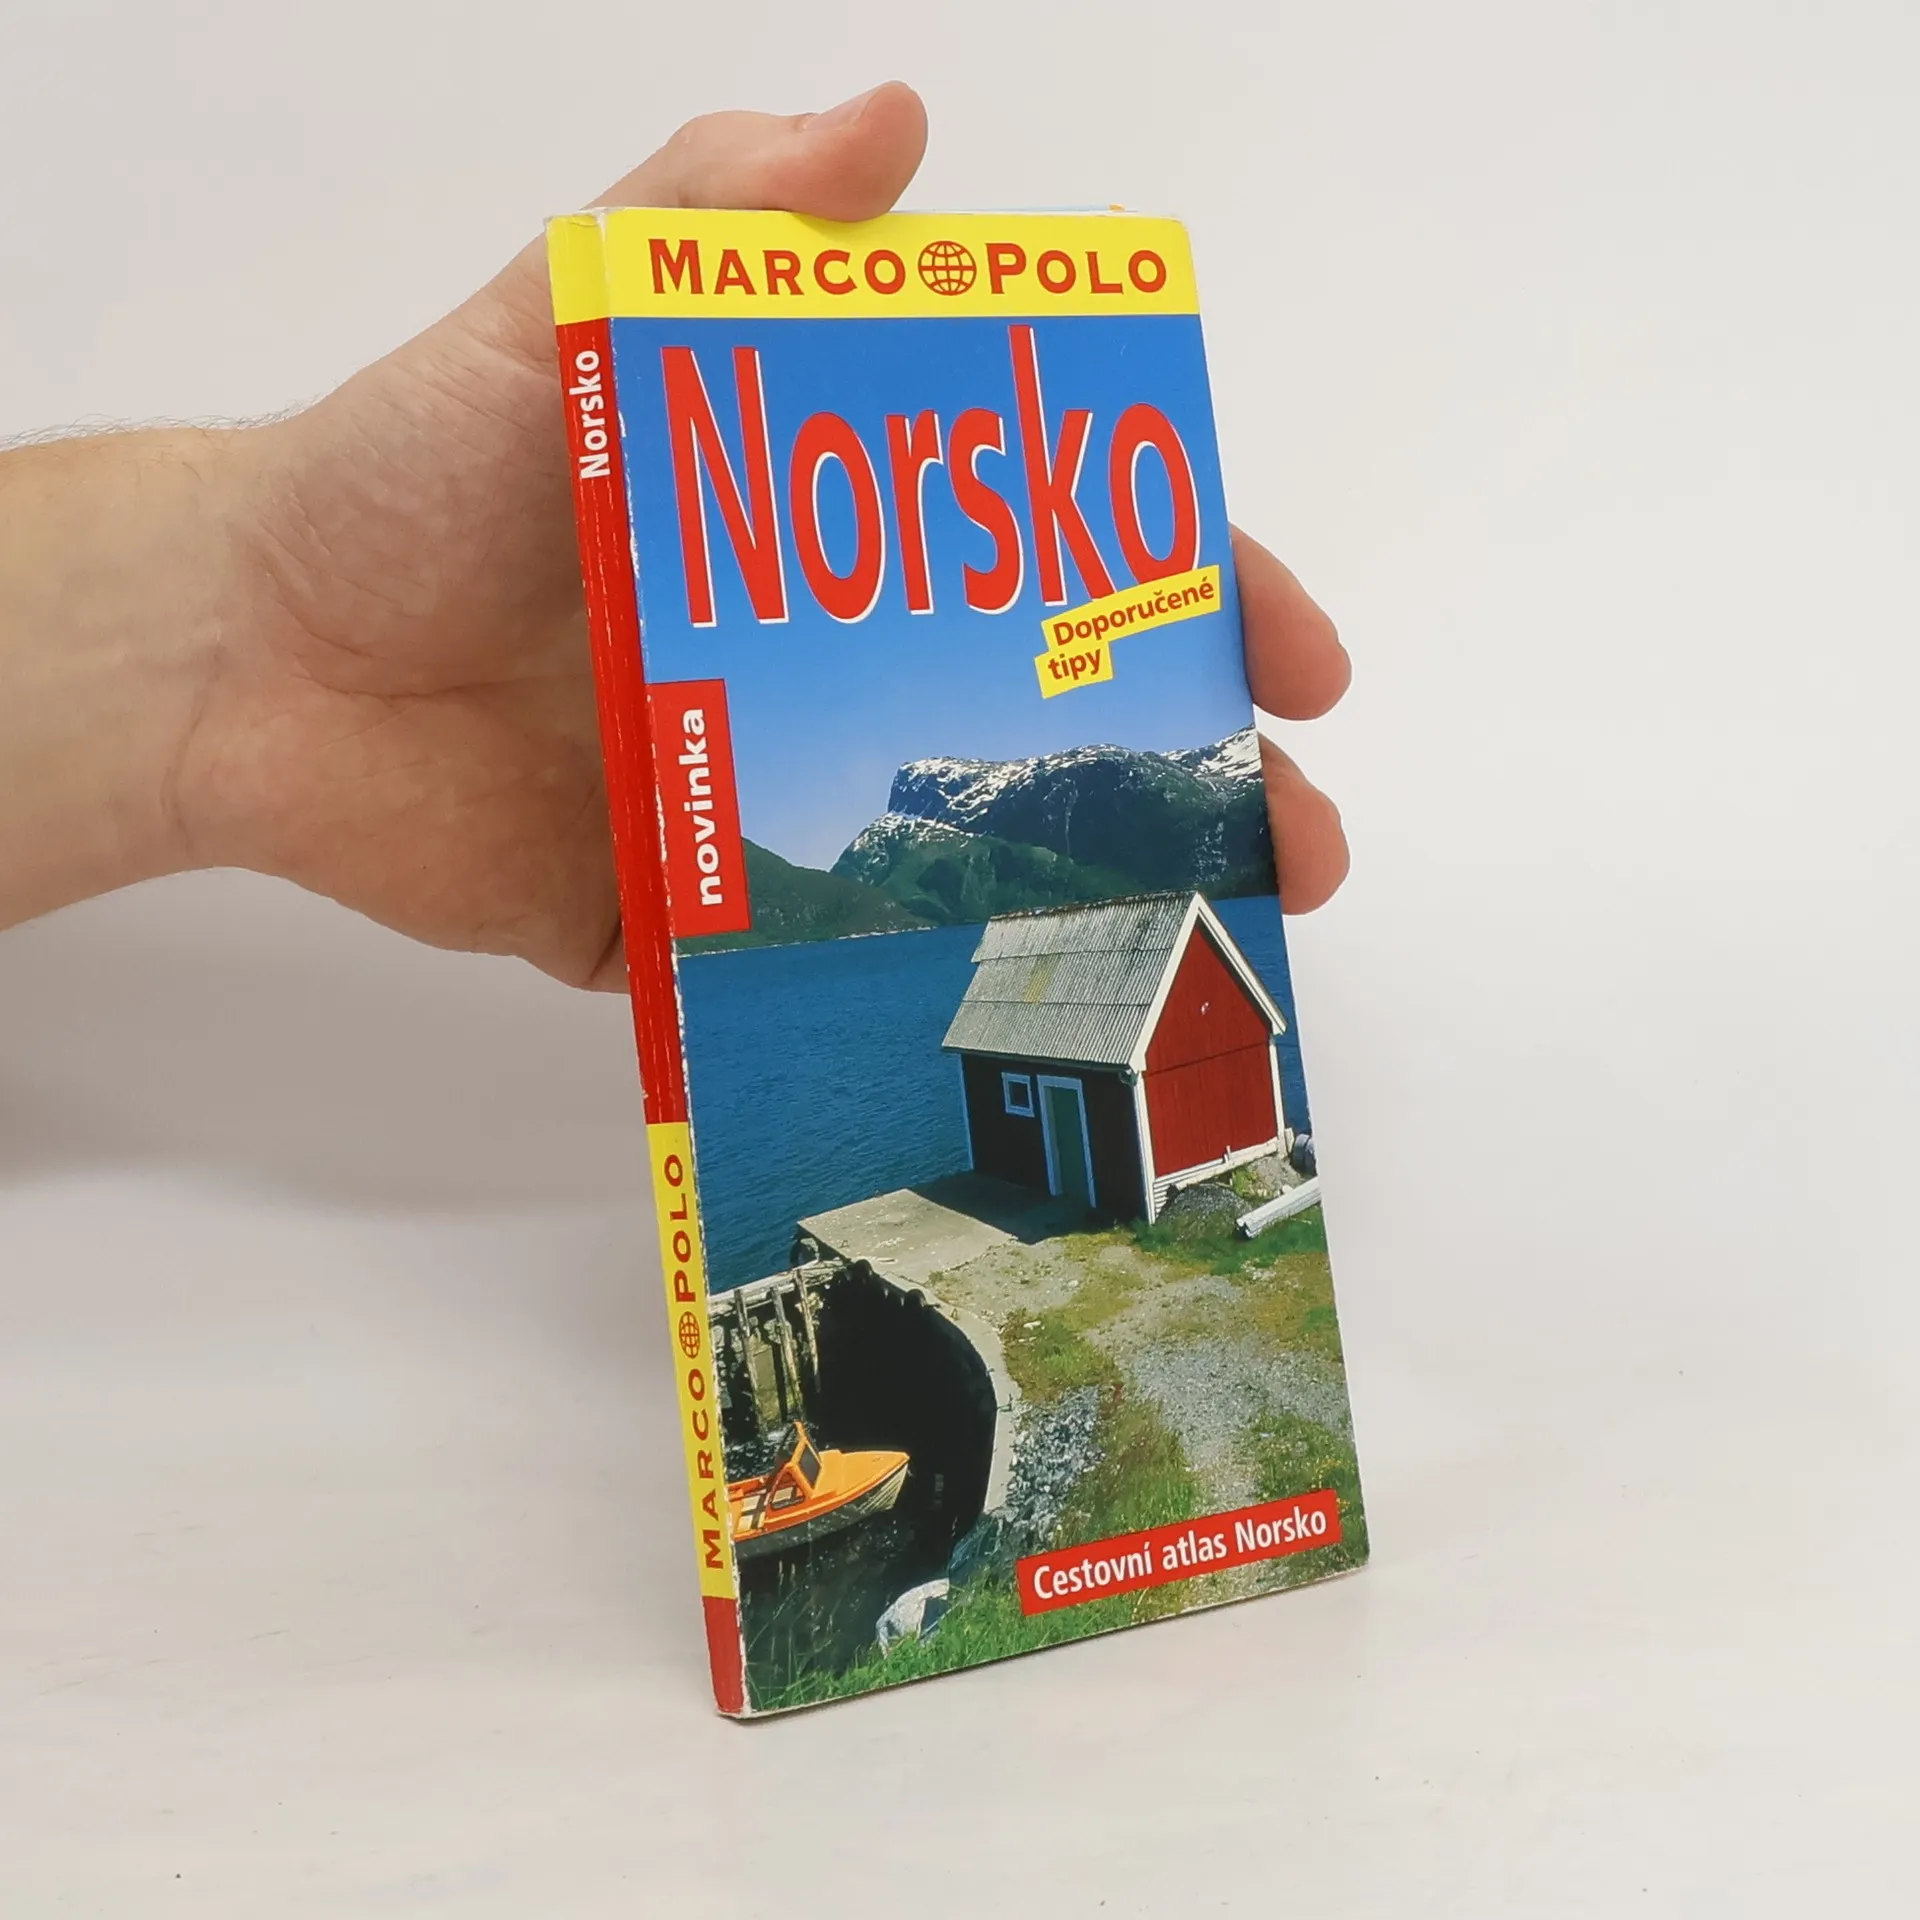 MARCO POLO
Norsko
Doporučené
tipy
novinka
Cestovní atlas Norsko
Norsko
MARCO POLO